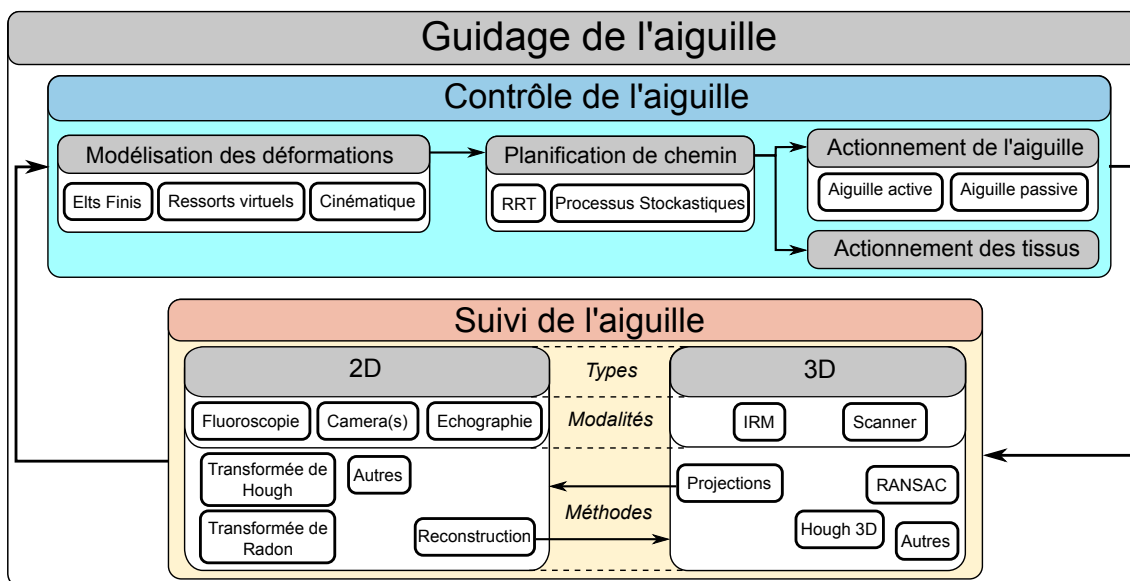 Guidage de l'aiguille
Contrôle de l'aiguille
Modélisation des déformations
Elts Finis
Ressorts virtuels
Cinématique
Planification de chemin
RRT
Processus Stockastiques
Actionnement de l'aiguille
Aiguille active
Aiguille passive
Actionnement des tissus
Suivi de l'aiguille
2D
Types
3D
Fluoroscopie
Camera(s)
Echographie
Modalités
IRM
Scanner
Transformée de
Hough
Autres
Transformée de
Radon
Reconstruction
Méthodes
Projections
RANSAC
Hough 3D
Autres